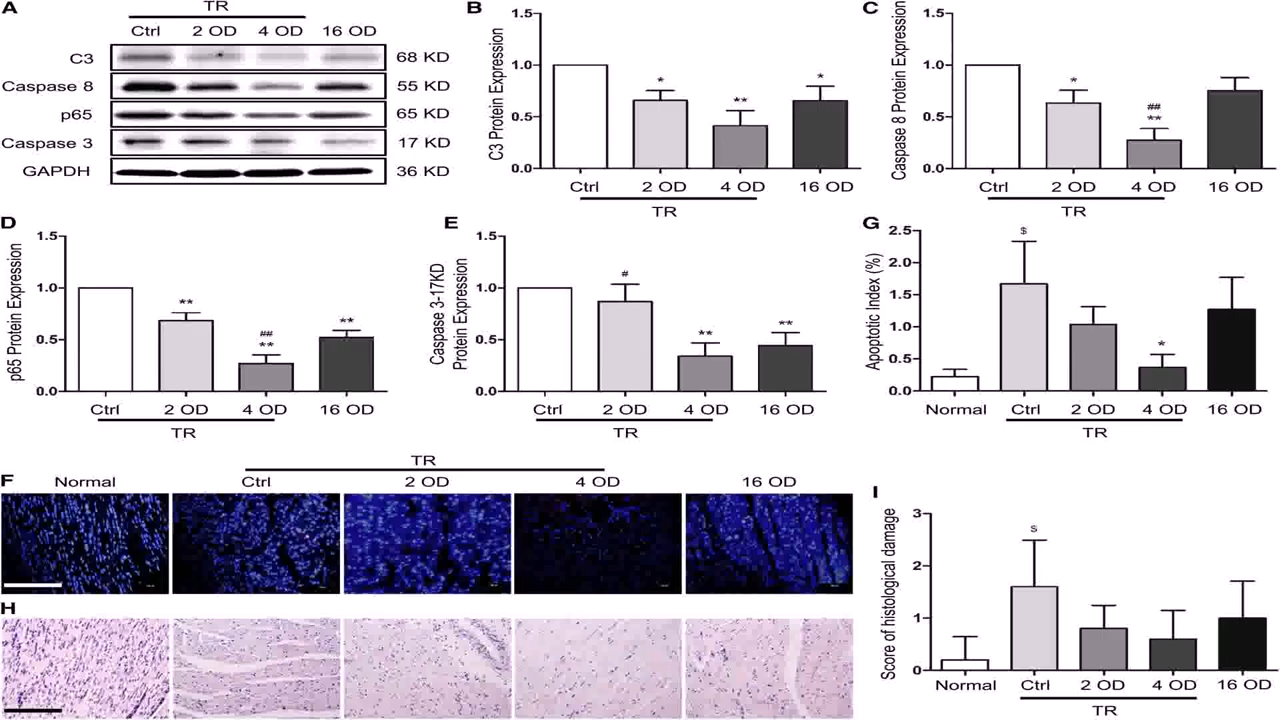 A
TR
Ctrl 2 OD 4 OD 16 OD
C3 68 KD
Caspase 8 55 KD
p65 65 KD
Caspase 3 17 KD
GAPDH 36 KD
B
C3 Protein Expression
1.5
1.0
0.5
0.0
*
**
*
Ctrl 2 OD 4 OD 16 OD
TR
C
Caspase 8 Protein Expression
1.5
1.0
0.5
0.0
*
##
**
Ctrl 2 OD 4 OD 16 OD
TR
D
p65 Protein Expression
1.5
1.0
0.5
0.0
**
##
**
**
Ctrl 2 OD 4 OD 16 OD
TR
E
Caspase 3-17KD
Protein Expression
1.5
1.0
0.5
0.0
#
**
**
Ctrl 2 OD 4 OD 16 OD
TR
G
Apoptotic Index (%)
2.5
2.0
1.5
1.0
0.5
0.0
$
*
Normal Ctrl 2 OD 4 OD 16 OD
TR
F
TR
Normal Ctrl 2 OD 4 OD 16 OD
H
I
Score of histological damage
3
2
1
0
$
Normal Ctrl 2 OD 4 OD 16 OD
TR